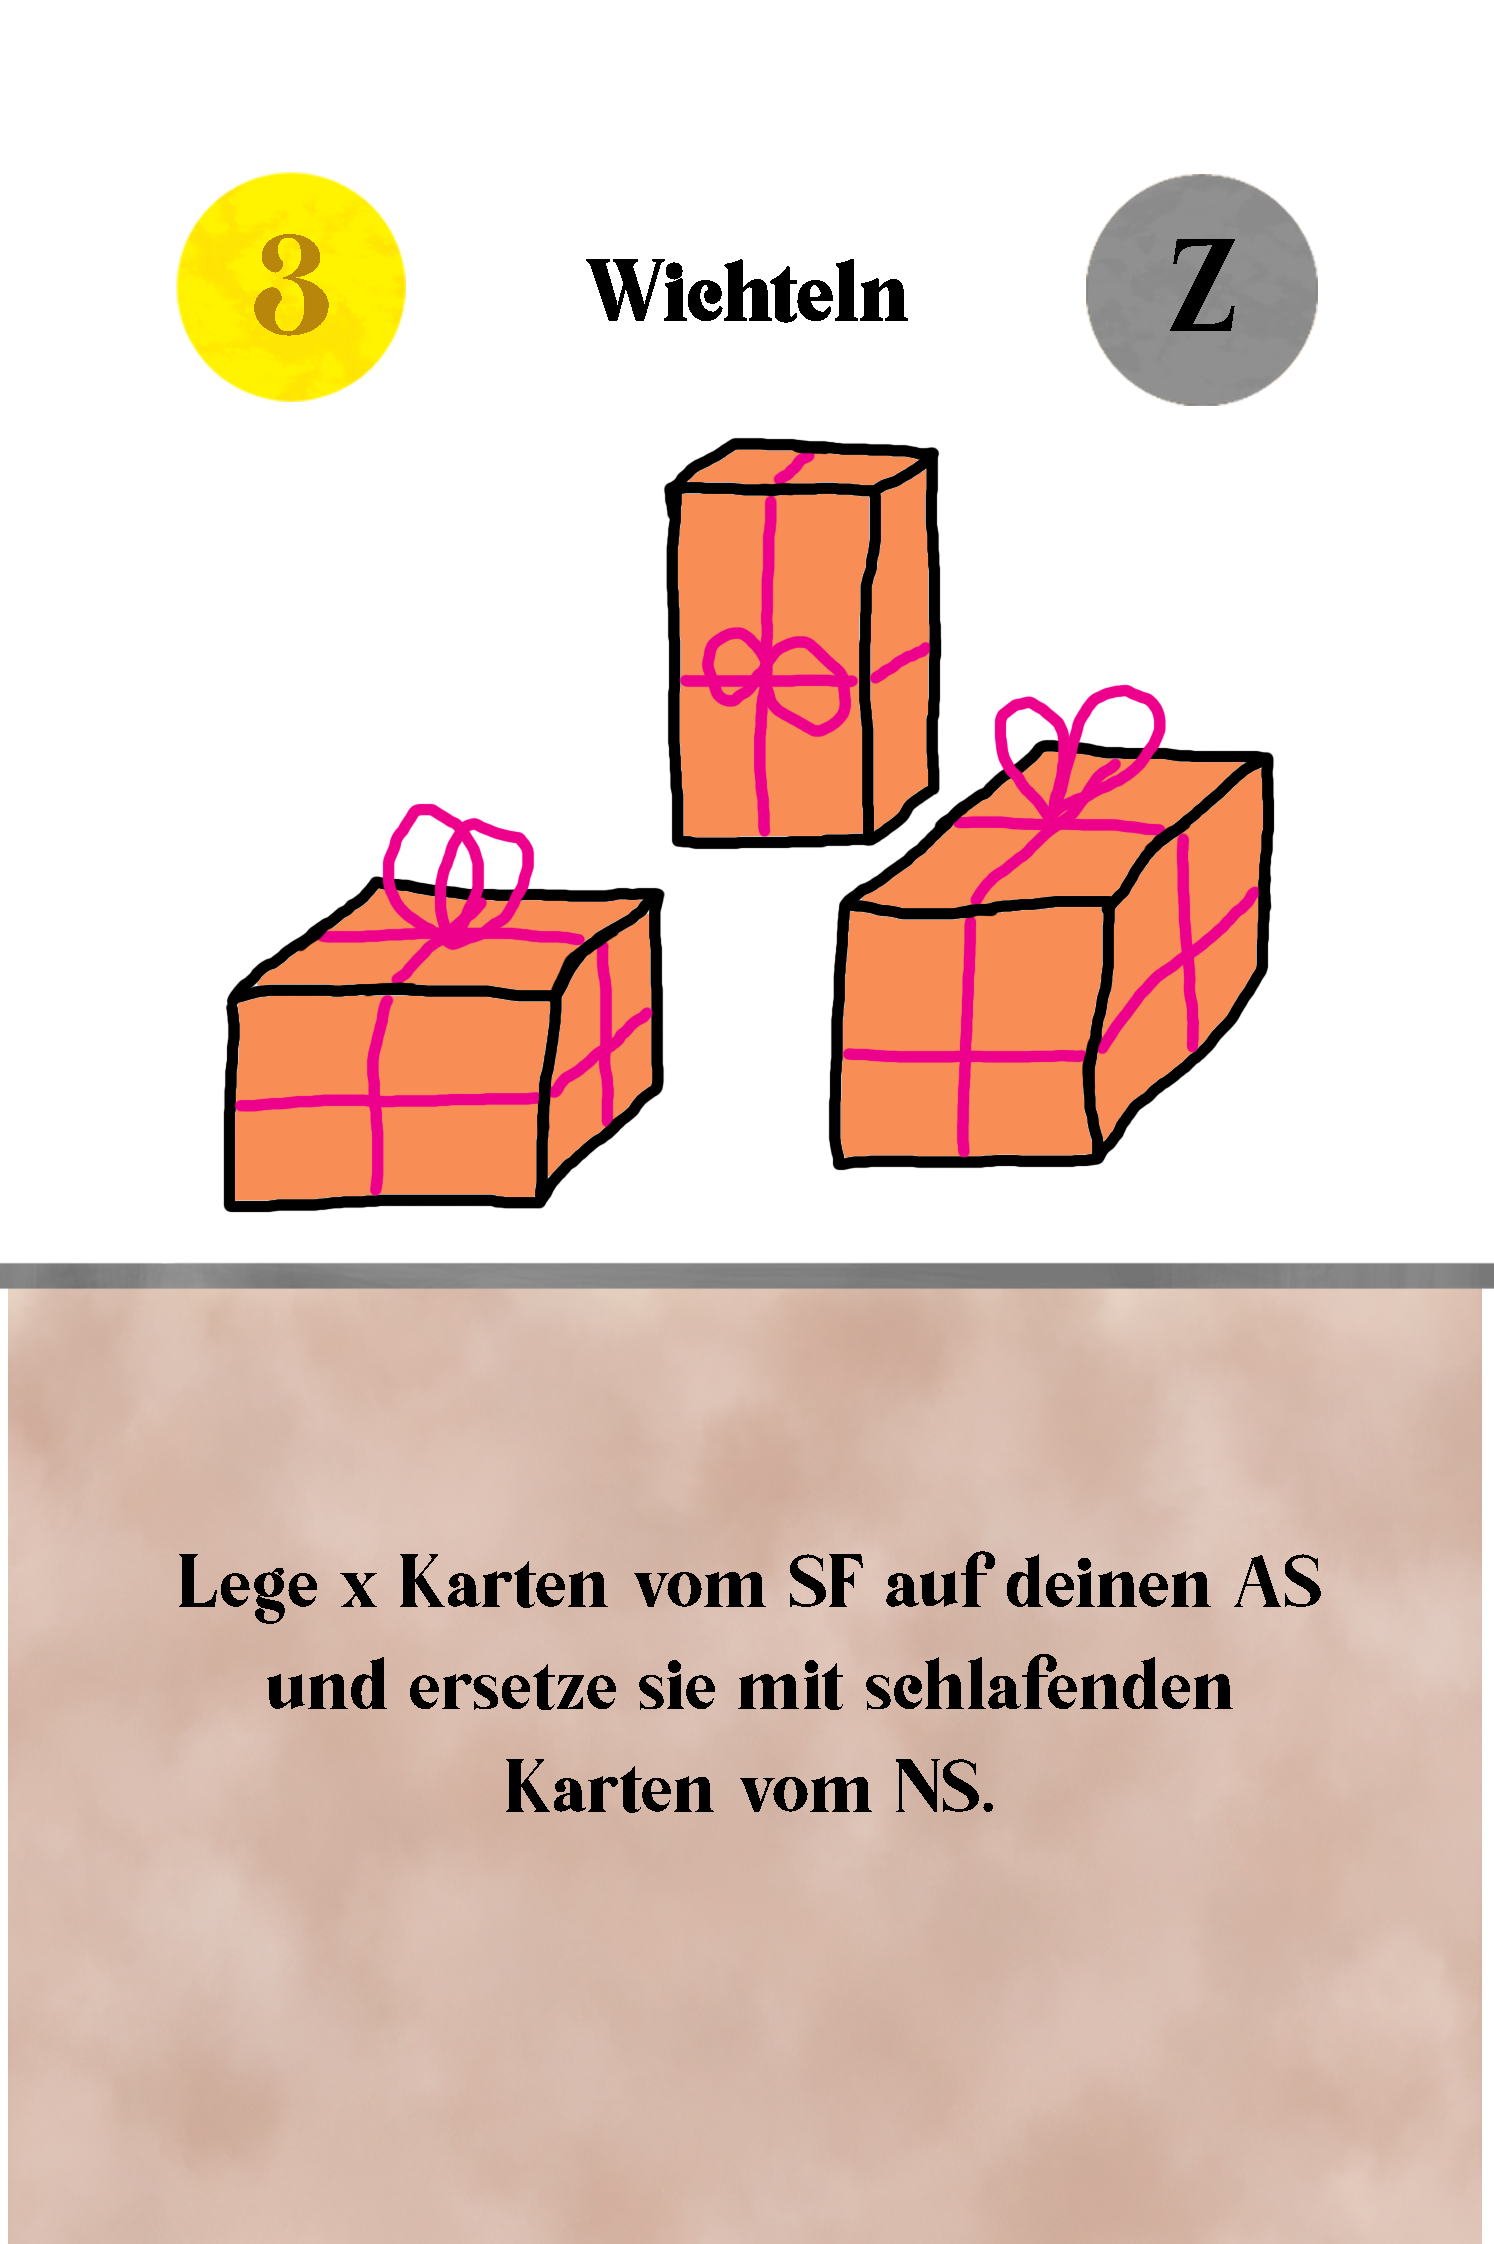 3 Wichteln Z
Lege x Karten vom SF auf deinen AS
und ersetze sie mit schlafenden
Karten vom NS.